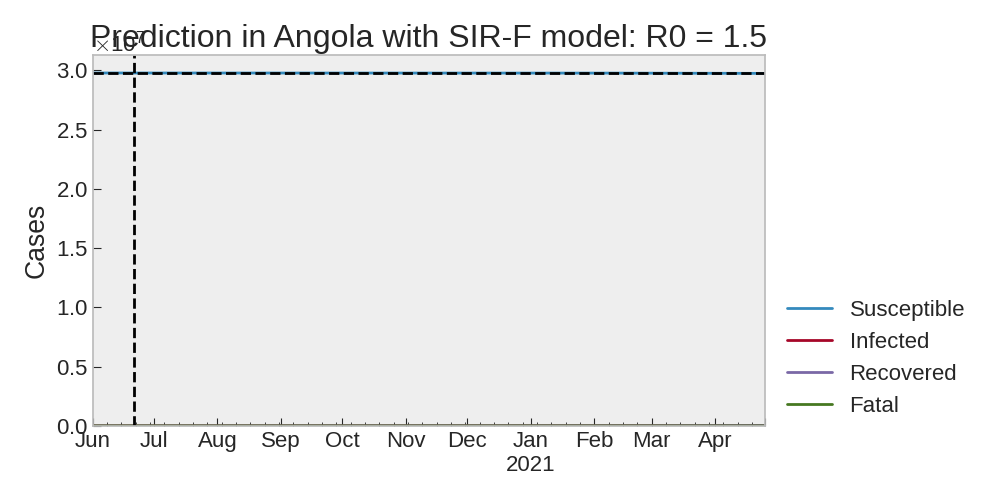 Prediction in Angola with SIR-F model: R0 = 1.5
3.0
2.5
2.0
1.5
1.0
0.5
0.0
Cases
Jun Jul Aug Sep Oct Nov Dec Jan Feb Mar Apr
2021
Susceptible
Infected
Recovered
Fatal